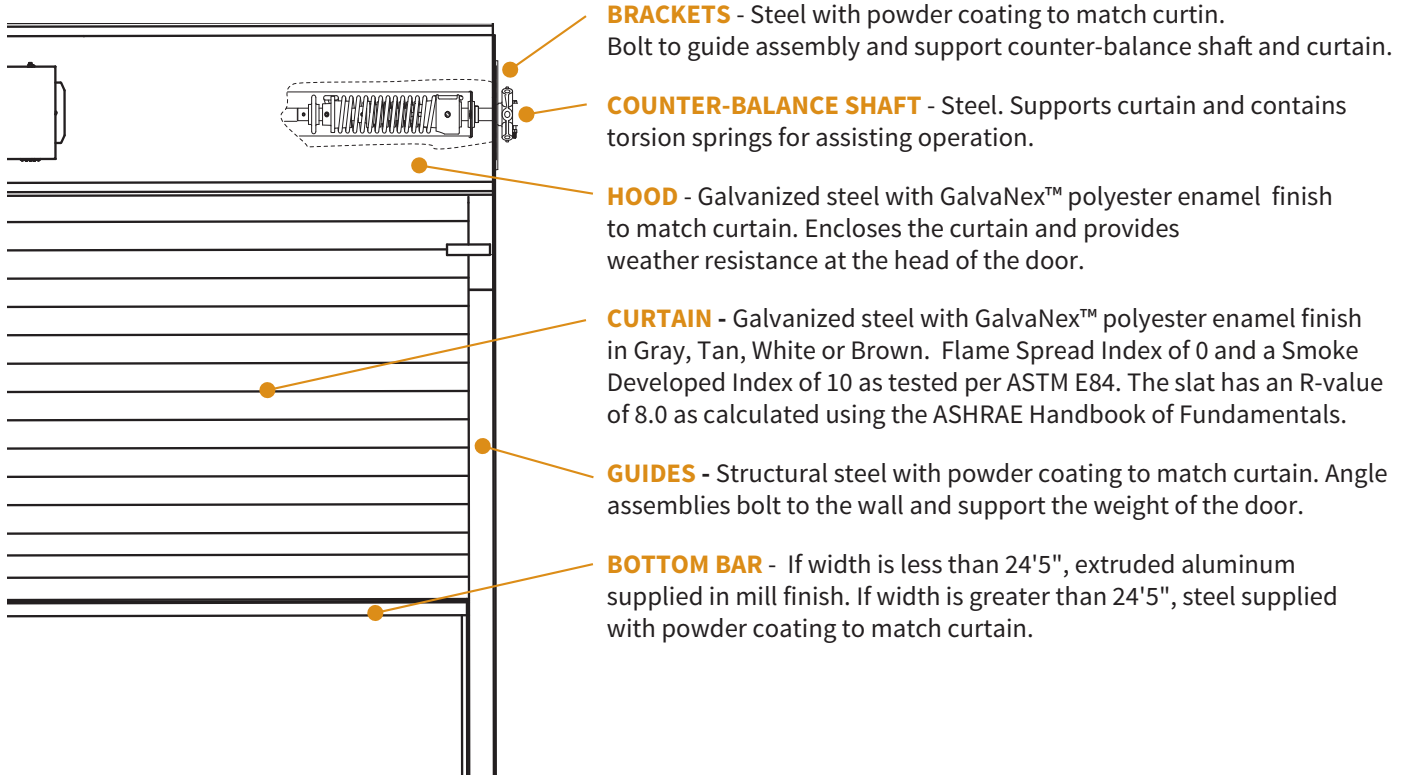 BRACKETS - Steel with powder coating to match curtin.
Bolt to guide assembly and support counter-balance shaft and curtain.
COUNTER-BALANCE SHAFT - Steel. Supports curtain and contains
torsion springs for assisting operation.
HOOD - Galvanized steel with GalvaNex™ polyester enamel  finish
to match curtain. Encloses the curtain and provides
weather resistance at the head of the door.
CURTAIN - Galvanized steel with GalvaNex™ polyester enamel finish
in Gray, Tan, White or Brown.  Flame Spread Index of 0 and a Smoke
Developed Index of 10 as tested per ASTM E84. The slat has an R-value
of 8.0 as calculated using the ASHRAE Handbook of Fundamentals.
GUIDES - Structural steel with powder coating to match curtain. Angle
assemblies bolt to the wall and support the weight of the door.
BOTTOM BAR -  If width is less than 24'5", extruded aluminum
supplied in mill finish. If width is greater than 24'5", steel supplied
with powder coating to match curtain.